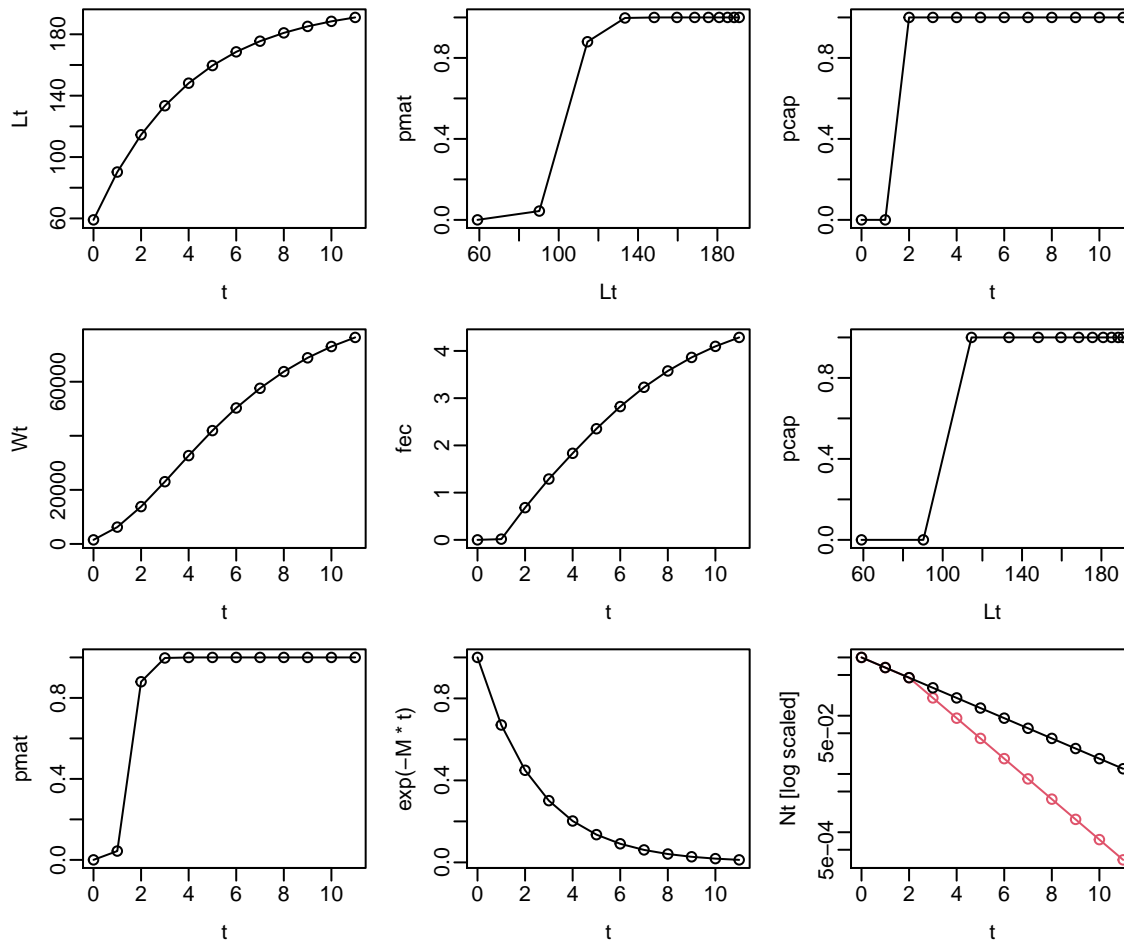 Lt
60 100 140 180
0 2 4 6 8 10
t
pmat
0.0 0.4 0.8
60 100 140 180
Lt
pcap
0.0 0.4 0.8
0 2 4 6 8 10
t
Wt
0 20000 60000
0 2 4 6 8 10
t
fec
0 1 2 3 4
0 2 4 6 8 10
t
pcap
0.0 0.4 0.8
60 100 140 180
Lt
pmat
0.0 0.4 0.8
0 2 4 6 8 10
t
exp(−M * t)
0.0 0.4 0.8
0 2 4 6 8 10
t
Nt [log scaled]
5e−04 5e−02
0 2 4 6 8 10
t